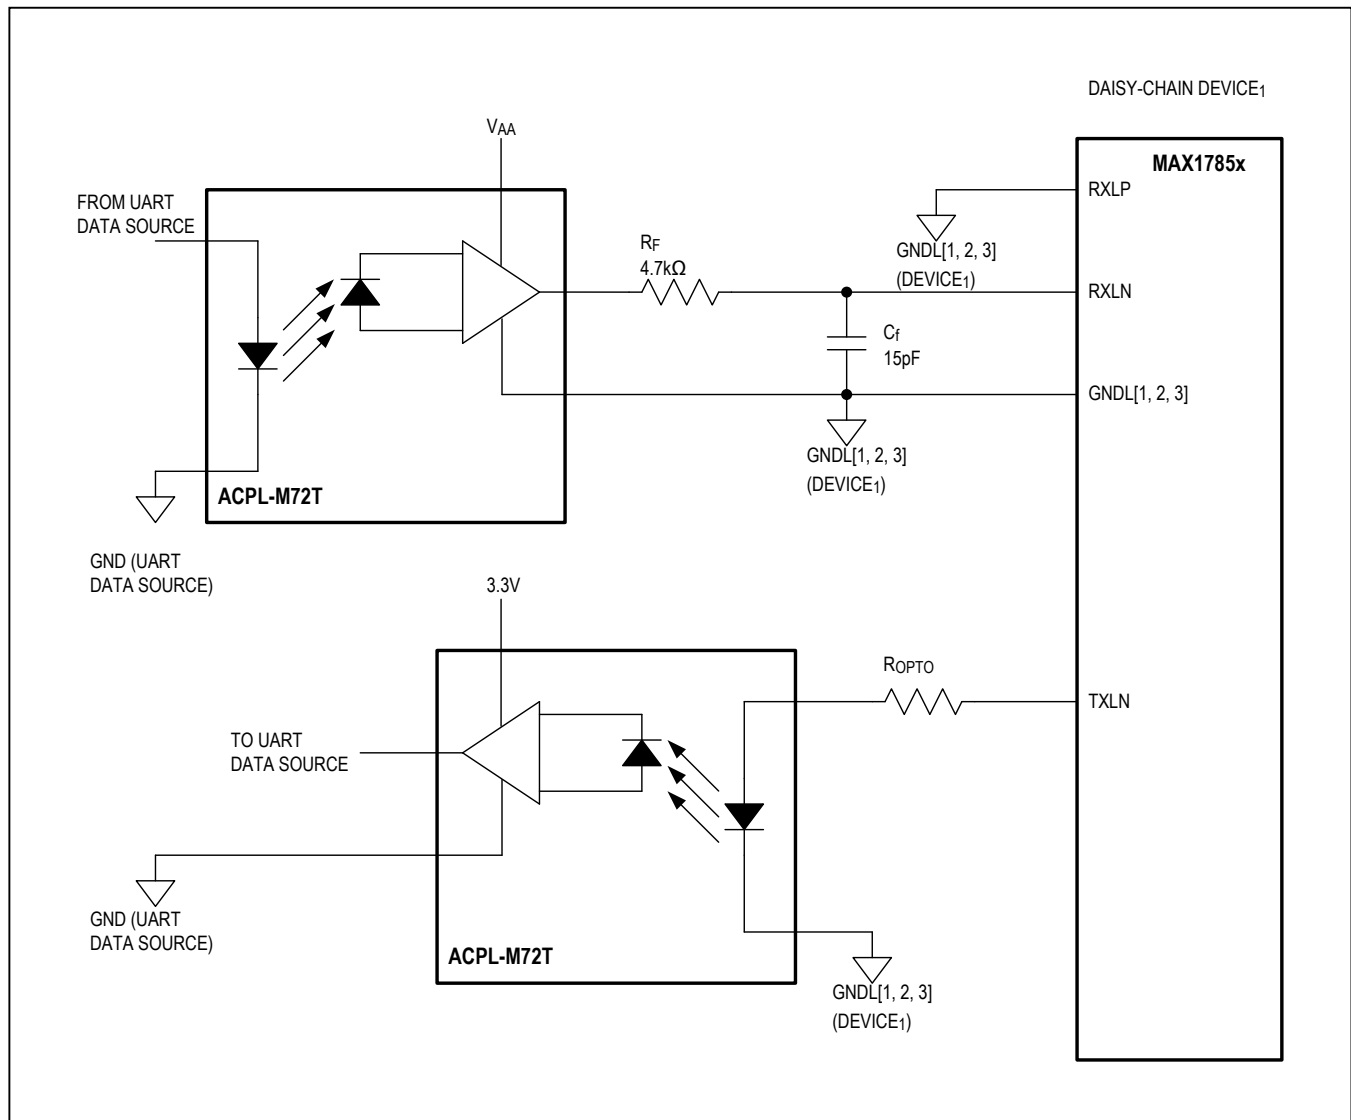 DAISY-CHAIN DEVICE1
VAA
MAX1785x
RXLP
FROM UART
DATA SOURCE
RF
4.7kΩ
GNDL[1, 2, 3]
(DEVICE1)
RXLN
Cf
15pF
GNDL[1, 2, 3]
GNDL[1, 2, 3]
(DEVICE1)
ACPL-M72T
GND (UART
DATA SOURCE)
3.3V
ROPTO
TXLN
TO UART
DATA SOURCE
GND (UART
DATA SOURCE)
ACPL-M72T
GNDL[1, 2, 3]
(DEVICE1)